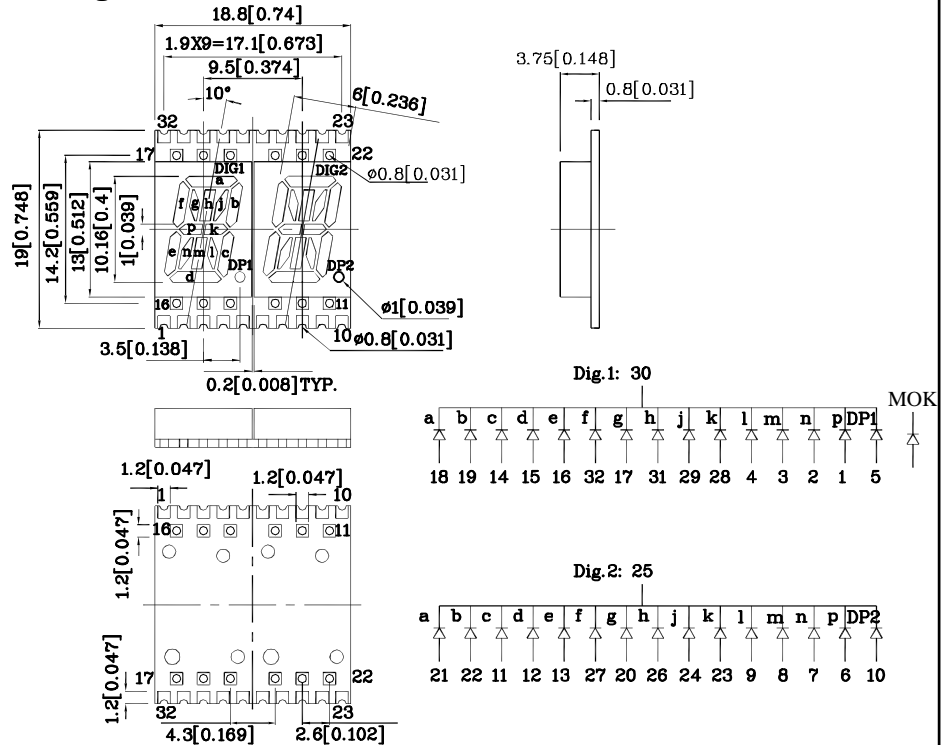 18.8[0.74]
1.9X9=17.1[0.673]
9.5[0.374]
10°
6[0.236]
32
23
17
22
DIG1
DIG2
ø0.8[0.031]
a
f g h j b
p k
e n m l c
d
DP1
DP2
19[0.748]
14.2[0.559]
13[0.512]
10.16[0.4]
1[0.039]
16
11
ø1[0.039]
1
10
ø0.8[0.031]
3.5[0.138]
0.2[0.008]TYP.
3.75[0.148]
0.8[0.031]
1.2[0.047]
1.2[0.047]
1
10
16
11
1.2[0.047]
1.2[0.047]
17
22
32
23
4.3[0.169]
2.6[0.102]
Dig.1: 30
MOK
a b c d e f g h j k l m n p DP1
18 19 14 15 16 32 17 31 29 28 4 3 2 1 5
Dig.2: 25
a b c d e f g h j k l m n p DP2
21 22 11 12 13 27 20 26 24 23 9 8 7 6 10